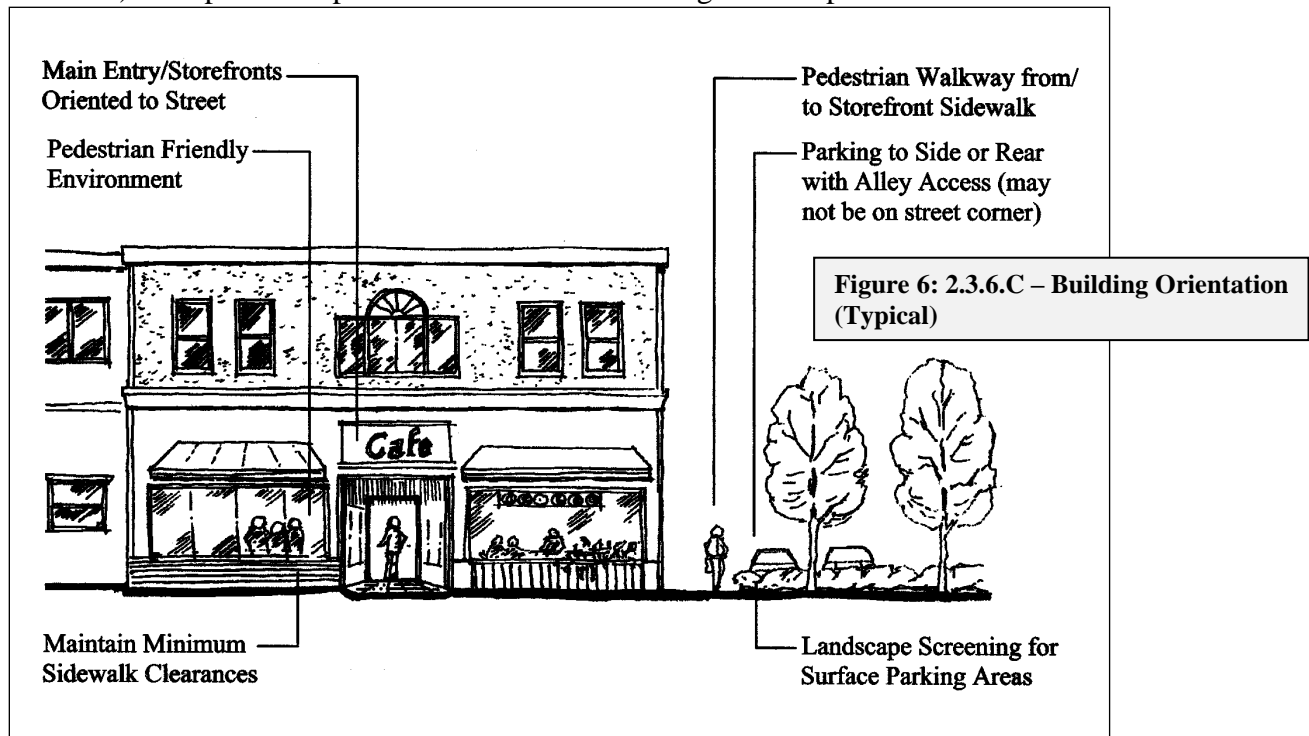 Main Entry/Storefronts
Oriented to Street
Pedestrian Friendly
Environment
Pedestrian Walkway from/
to Storefront Sidewalk
Parking to Side or Rear
with Alley Access (may
not be on street corner)
Figure 6: 2.3.6.C – Building Orientation
(Typical)
Cafe
Maintain Minimum
Sidewalk Clearances
Landscape Screening for
Surface Parking Areas